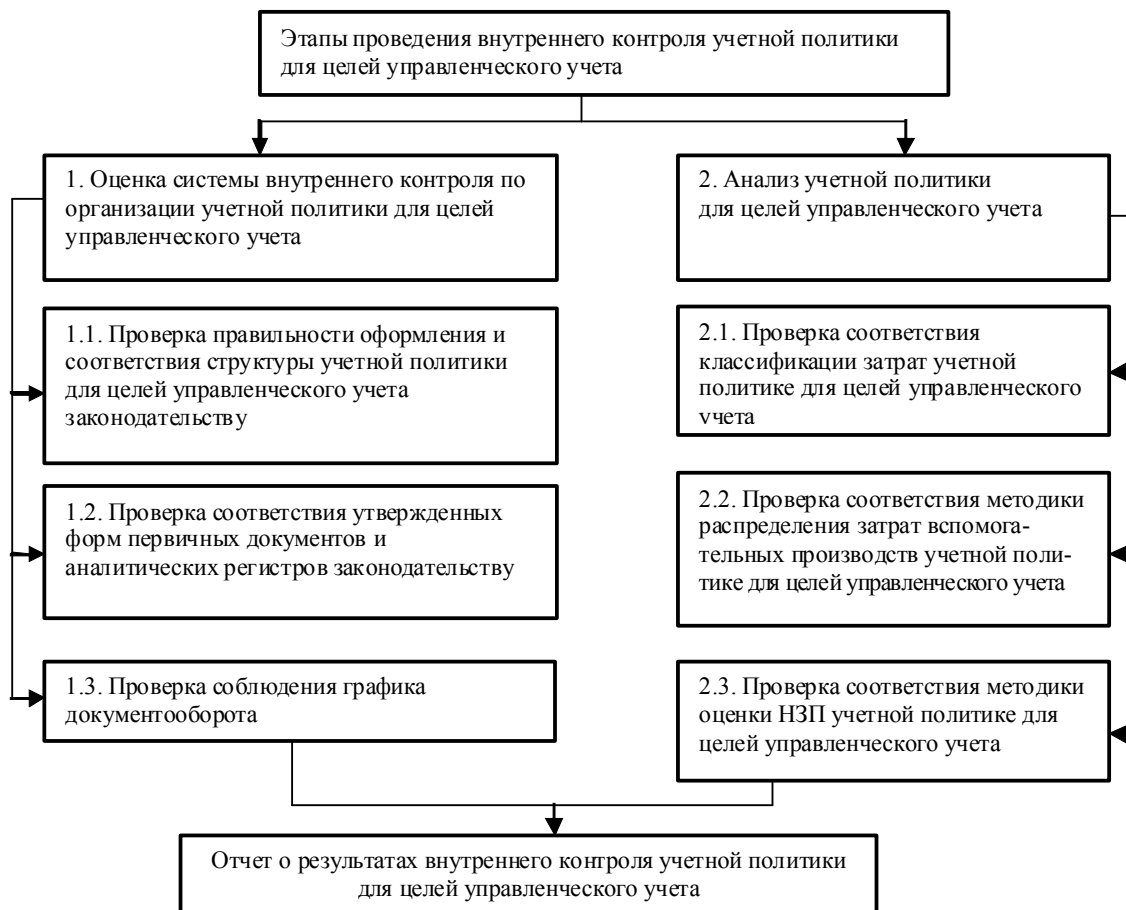 Этапы проведения внутреннего контроля учетной политики
для целей управленческого учета
1. Оценка системы внутреннего контроля по
организации учетной политики для целей
управленческого учета
2. Анализ учетной политики
для целей управленческого учета
1.1. Проверка правильности оформления и
соответствия структуры учетной политики
для целей управленческого учета
законодательству
2.1. Проверка соответствия
классификации затрат учетной
политике для целей управленческого
учета
1.2. Проверка соответствия утвержденных
форм первичных документов и
аналитических регистров законодательству
2.2. Проверка соответствия методики
распределения затрат вспомога-
тельных производств учетной поли-
тике для целей управленческого учета
1.3. Проверка соблюдения графика
документооборота
2.3. Проверка соответствия методики
оценки НЗП учетной политике для
целей управленческого учета
Отчет о результатах внутреннего контроля учетной политики
для целей управленческого учета